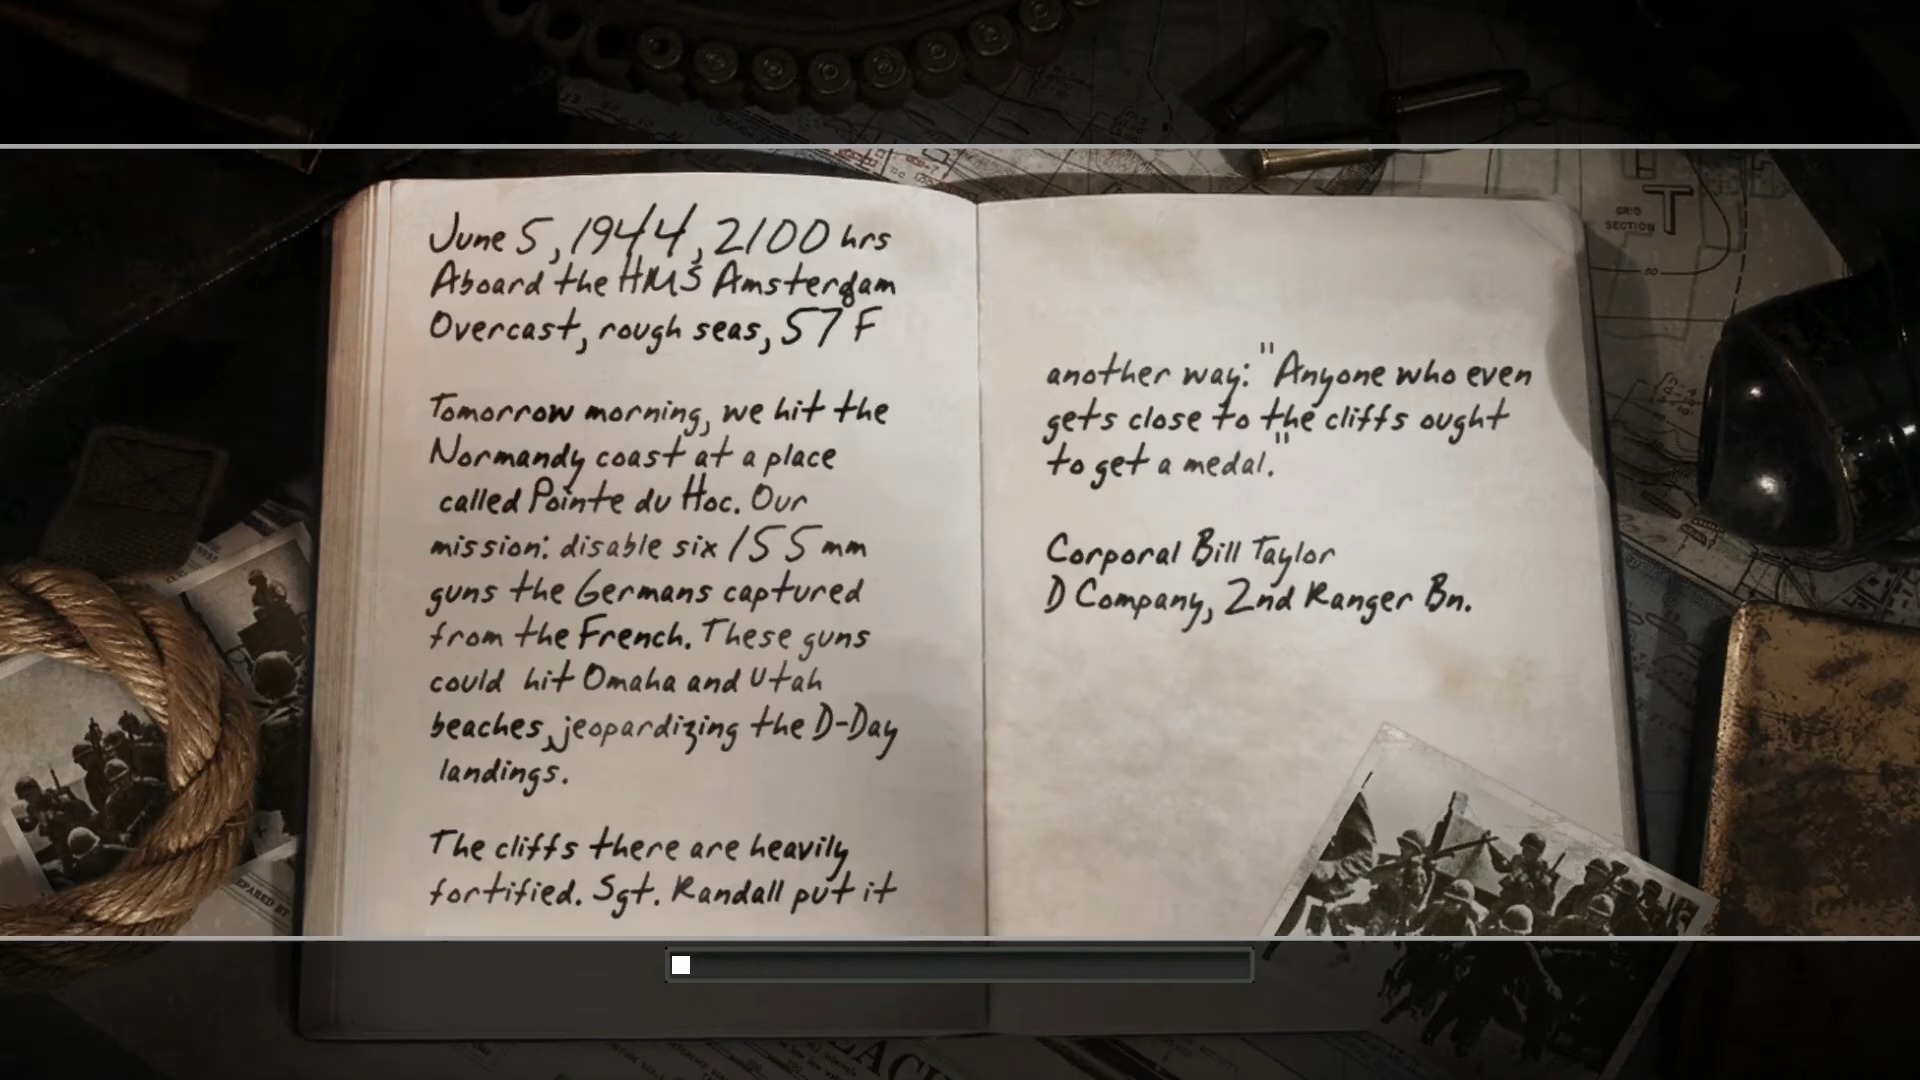 June 5, 1944, 2100 hrs
Aboard the HMS Amsterdam
Overcast, rough seas, 57 F
Tomorrow morning, we hit the
Normandy coast at a place
called Pointe du Hoc. Our
mission: disable six 155 mm
guns the Germans captured
from the French. These guns
could hit Omaha and Utah
beaches, jeopardizing the D-Day
landings.
The cliffs there are heavily
fortified. Sgt. Randall put it
another way: "Anyone who even
gets close to the cliffs ought
to get a medal."
Corporal Bill Taylor
D Company, 2nd Ranger Bn.
GRID
SECTION T